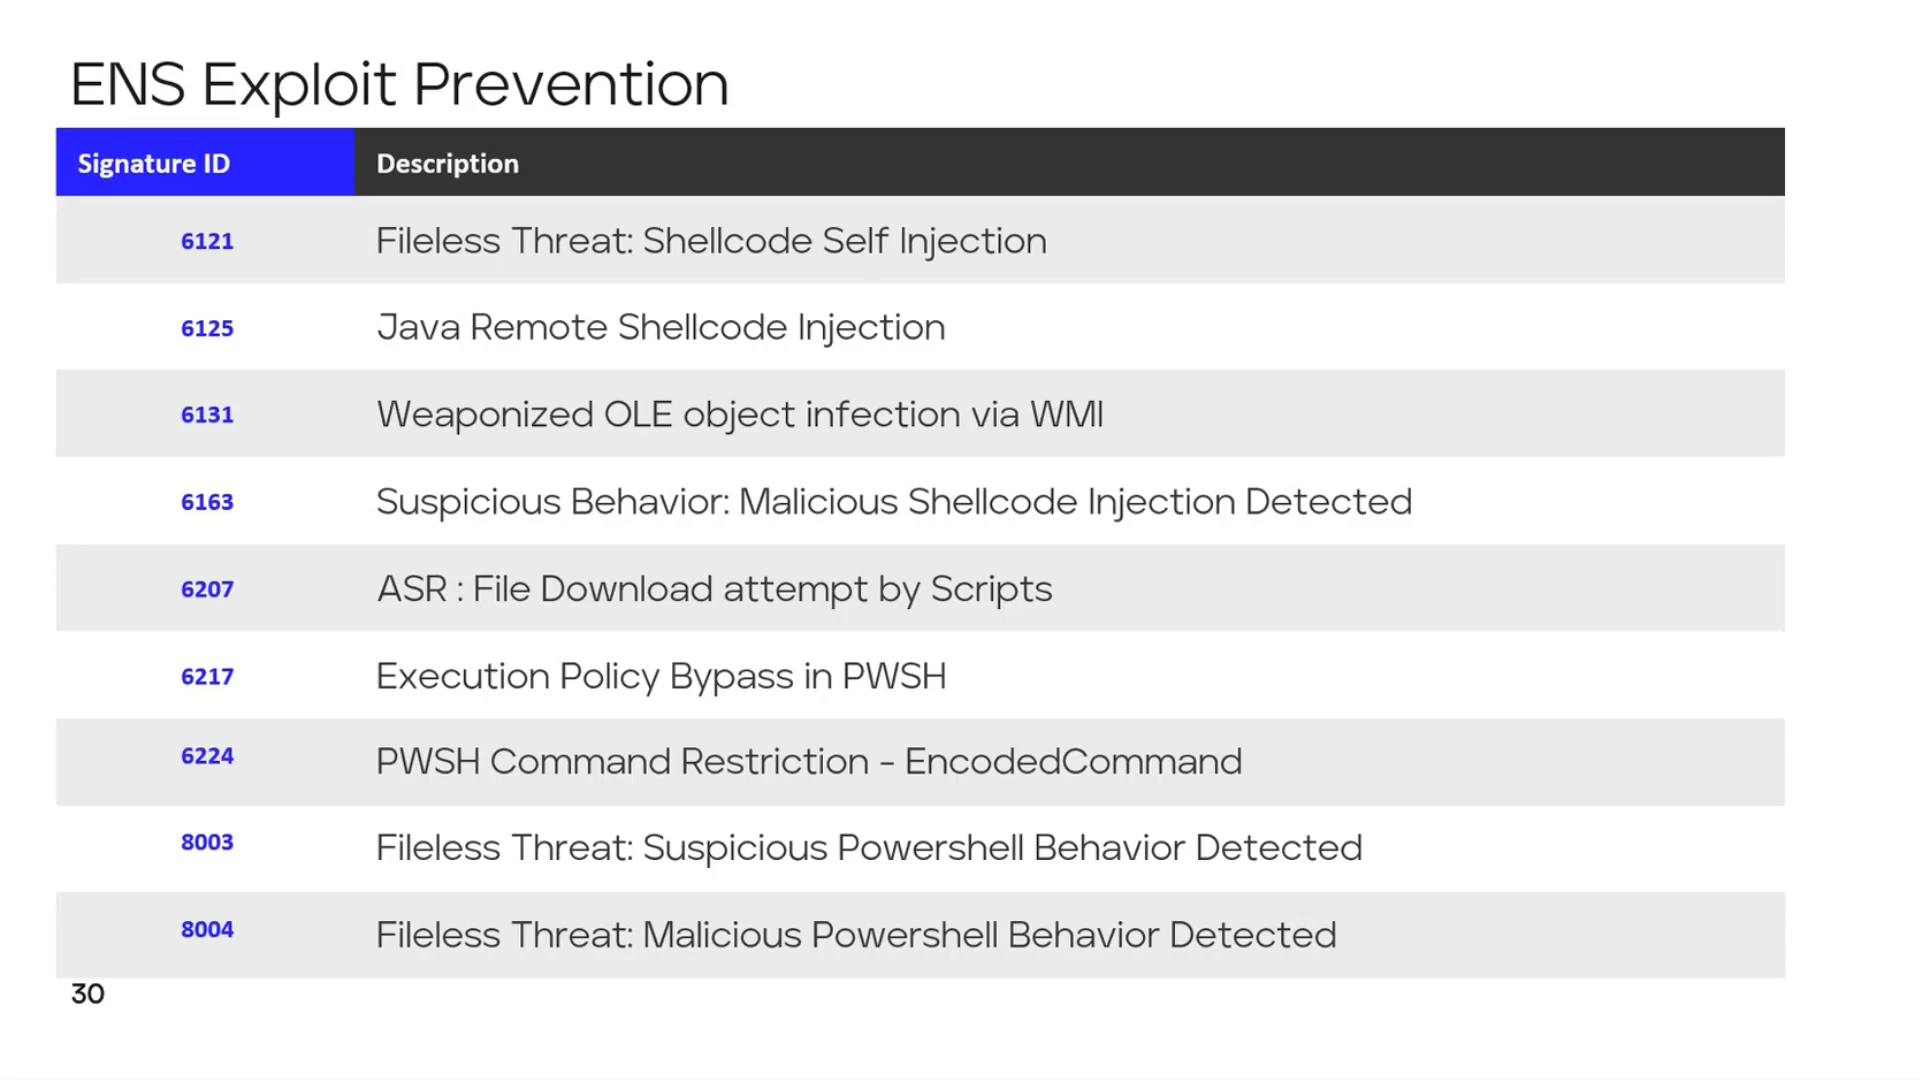 ENS Exploit Prevention
Signature ID Description
6121 Fileless Threat: Shellcode Self Injection
6125 Java Remote Shellcode Injection
6131 Weaponized OLE object infection via WMI
6163 Suspicious Behavior: Malicious Shellcode Injection Detected
6207 ASR : File Download attempt by Scripts
6217 Execution Policy Bypass in PWSH
6224 PWSH Command Restriction - EncodedCommand
8003 Fileless Threat: Suspicious Powershell Behavior Detected
8004 Fileless Threat: Malicious Powershell Behavior Detected
30